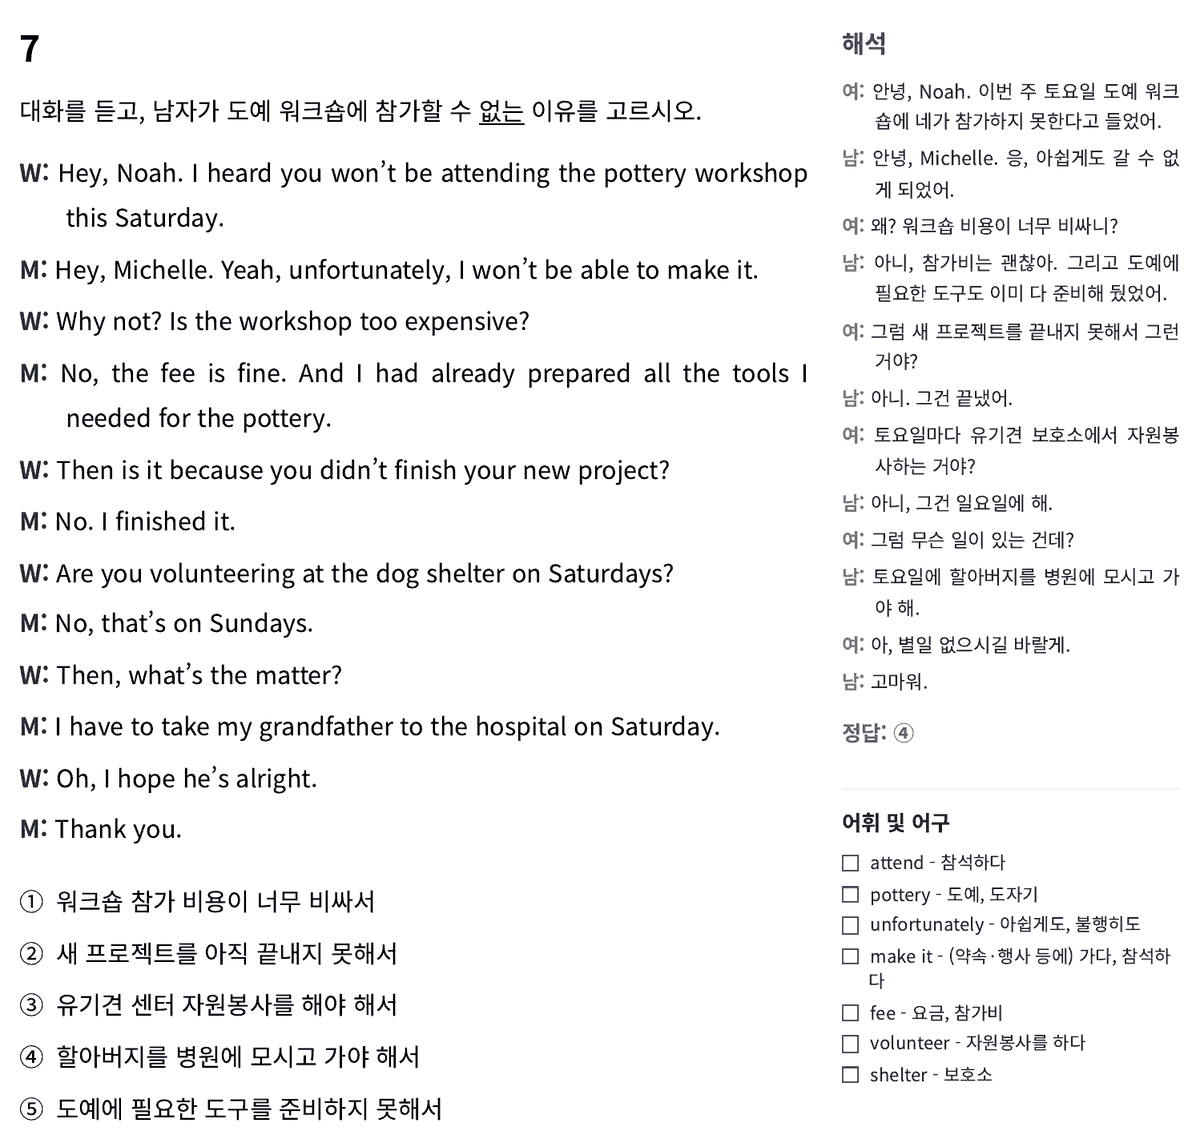 7
대화를 듣고, 남자가 도예 워크숍에 참가할 수 없는 이유를 고르시오.
W: Hey, Noah. I heard you won’t be attending the pottery workshop
this Saturday.
M: Hey, Michelle. Yeah, unfortunately, I won’t be able to make it.
W: Why not? Is the workshop too expensive?
M: No, the fee is fine. And I had already prepared all the tools I
needed for the pottery.
W: Then is it because you didn’t finish your new project?
M: No. I finished it.
W: Are you volunteering at the dog shelter on Saturdays?
M: No, that’s on Sundays.
W: Then, what’s the matter?
M: I have to take my grandfather to the hospital on Saturday.
W: Oh, I hope he’s alright.
M: Thank you.
① 워크숍 참가 비용이 너무 비싸서
② 새 프로젝트를 아직 끝내지 못해서
③ 유기견 센터 자원봉사를 해야 해서
④ 할아버지를 병원에 모시고 가야 해서
⑤ 도예에 필요한 도구를 준비하지 못해서
해석
여: 안녕, Noah. 이번 주 토요일 도예 워크
숍에 네가 참가하지 못한다고 들었어.
남: 안녕, Michelle. 응, 아쉽게도 갈 수 없
게 되었어.
여: 왜? 워크숍 비용이 너무 비싸니?
남: 아니, 참가비는 괜찮아. 그리고 도예에
필요한 도구도 이미 다 준비해 뒀었어.
여: 그럼 새 프로젝트를 끝내지 못해서 그런
거야?
남: 아니. 그건 끝냈어.
여: 토요일마다 유기견 보호소에서 자원봉
사하는 거야?
남: 아니, 그건 일요일에 해.
여: 그럼 무슨 일이 있는 건데?
남: 토요일에 할아버지를 병원에 모시고 가
야 해.
여: 아, 별일 없으시길 바랄게.
남: 고마워.
정답: ④
어휘 및 어구
□ attend - 참석하다
□ pottery - 도예, 도자기
□ unfortunately - 아쉽게도, 불행히도
□ make it - (약속·행사 등에) 가다, 참석하
다
□ fee - 요금, 참가비
□ volunteer - 자원봉사를 하다
□ shelter - 보호소